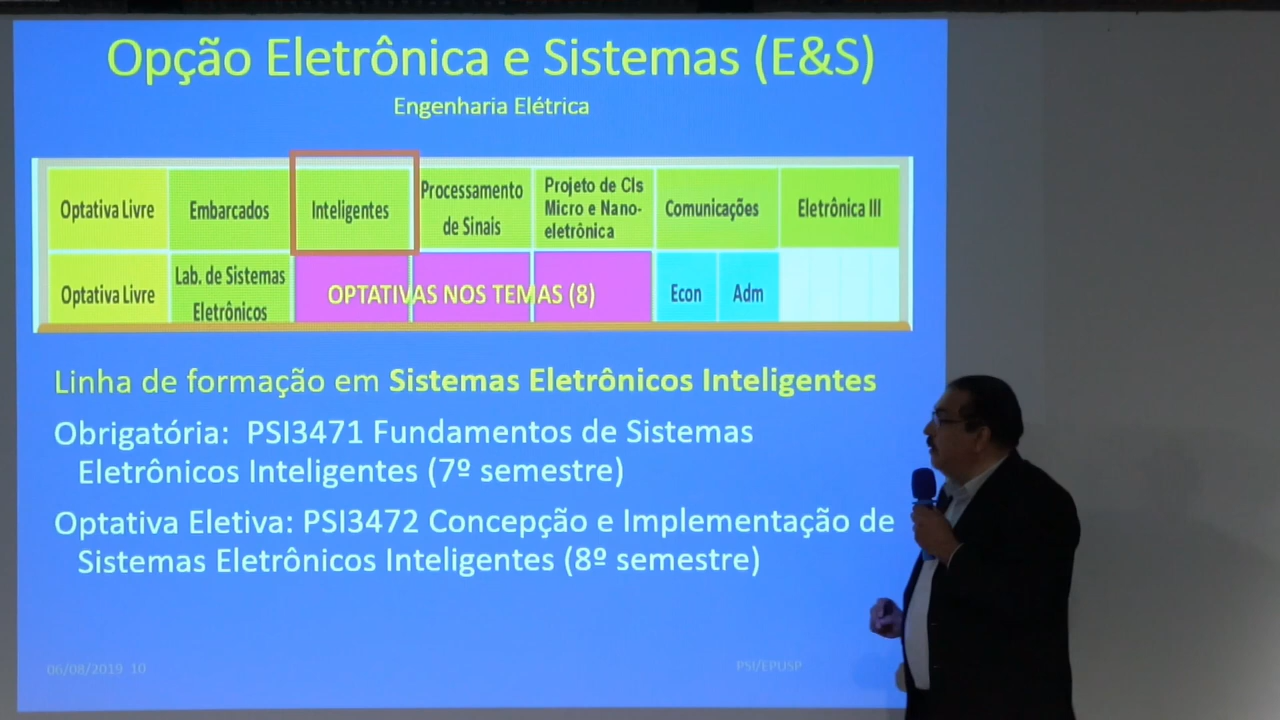 Opção Eletrônica e Sistemas (E&S)
Engenharia Elétrica
Optativa Livre
Embarcados
Inteligentes
Processamento
de Sinais
Projeto de CIs
Micro e Nano-
eletrônica
Comunicações
Eletrônica III
Optativa Livre
Lab. de Sistemas
Eletrônicos
OPTATIVAS NOS TEMAS (8)
Econ
Adm
Linha de formação em Sistemas Eletrônicos Inteligentes
Obrigatória: PSI3471 Fundamentos de Sistemas
Eletrônicos Inteligentes (7º semestre)
Optativa Eletiva: PSI3472 Concepção e Implementação de
Sistemas Eletrônicos Inteligentes (8º semestre)
06/08/2019 10
PSI/EPUSP